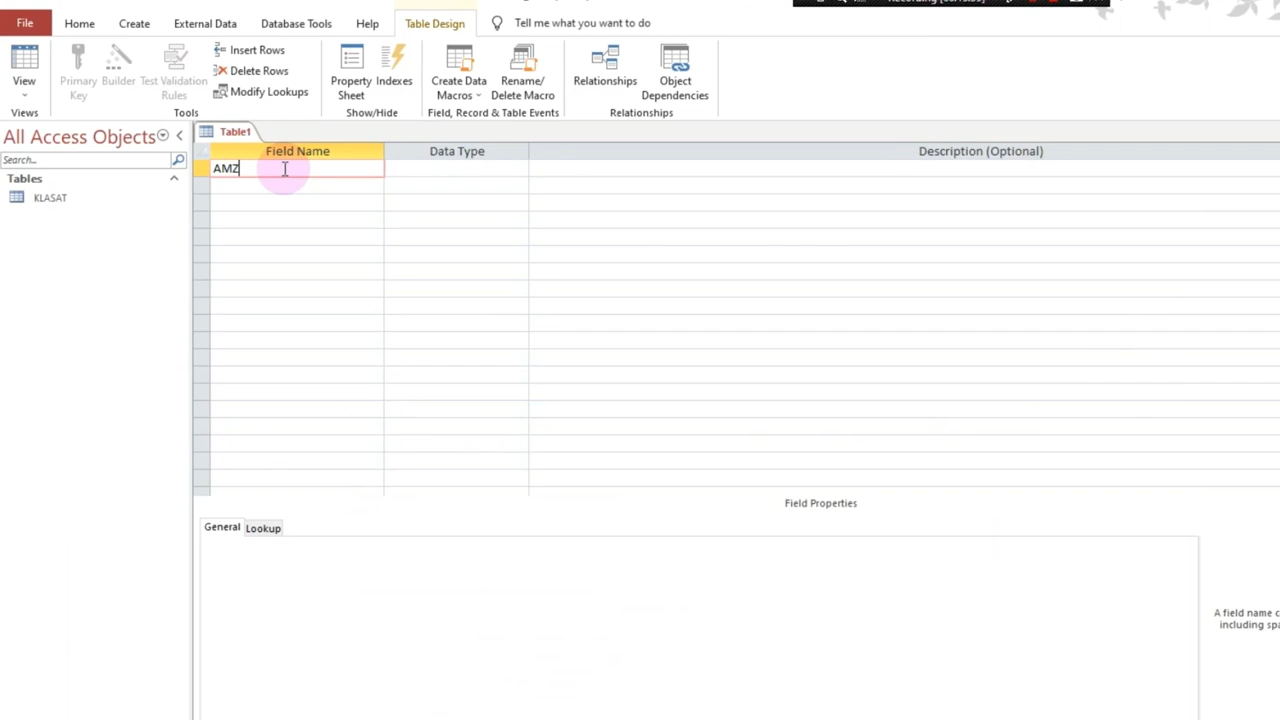 File Home Create External Data Database Tools Help Table Design Tell me what you want to do
View
Views
Primary Key
Builder
Test Validation Rules
Insert Rows
Delete Rows
Modify Lookups
Tools
Property Sheet
Indexes
Show/Hide
Create Data Macros
Rename/ Delete Macro
Field, Record & Table Events
Relationships
Object Dependencies
Relationships
All Access Objects
Search...
Tables
KLASAT
Table1
Field Name Data Type Description (Optional)
AMZ
Field Properties
General Lookup
A field name c
including spa